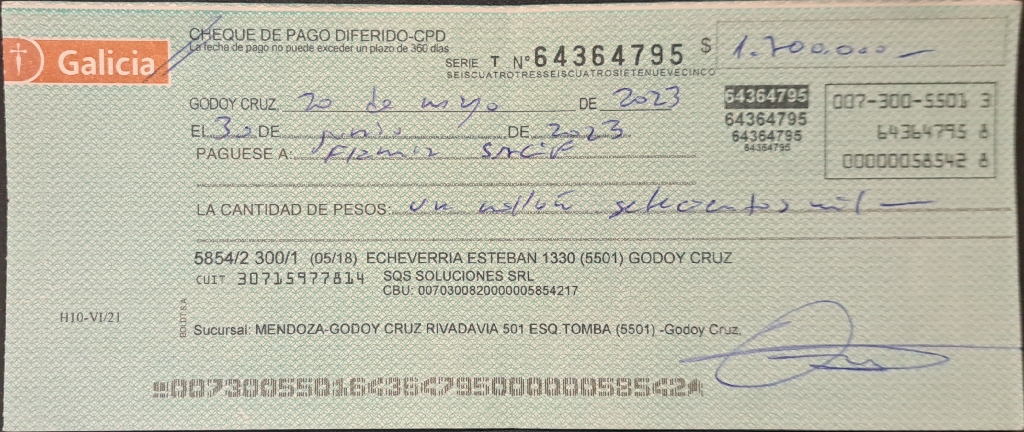 Galicia
CHEQUE DE PAGO DIFERIDO-CPD
La fecha de pago no puede exceder un plazo de 360 días
SERIE T N° 64364795 $ 1.700.000 —
SEISCUATROTRESSEISCUATROSIETENUEVECINCO
GODOY CRUZ, 20 de mayo DE 2023
EL 30 DE junio DE 2023
PAGUESE A: SACIF
LA CANTIDAD DE PESOS: un millón setecientos mil —
64364795
64364795
64364795
64364795
007-300-5501 3
64364795 8
00000058542 8
5854/2 300/1 (05/18) ECHEVERRIA ESTEBAN 1330 (5501) GODOY CRUZ
CUIT 30715977814 SQS SOLUCIONES SRL
CBU: 0070300820000005854217
H10-VI/21
BOLDT S.A.
Sucursal: MENDOZA-GODOY CRUZ RIVADAVIA 501 ESQ.TOMBA (5501) -Godoy Cruz,